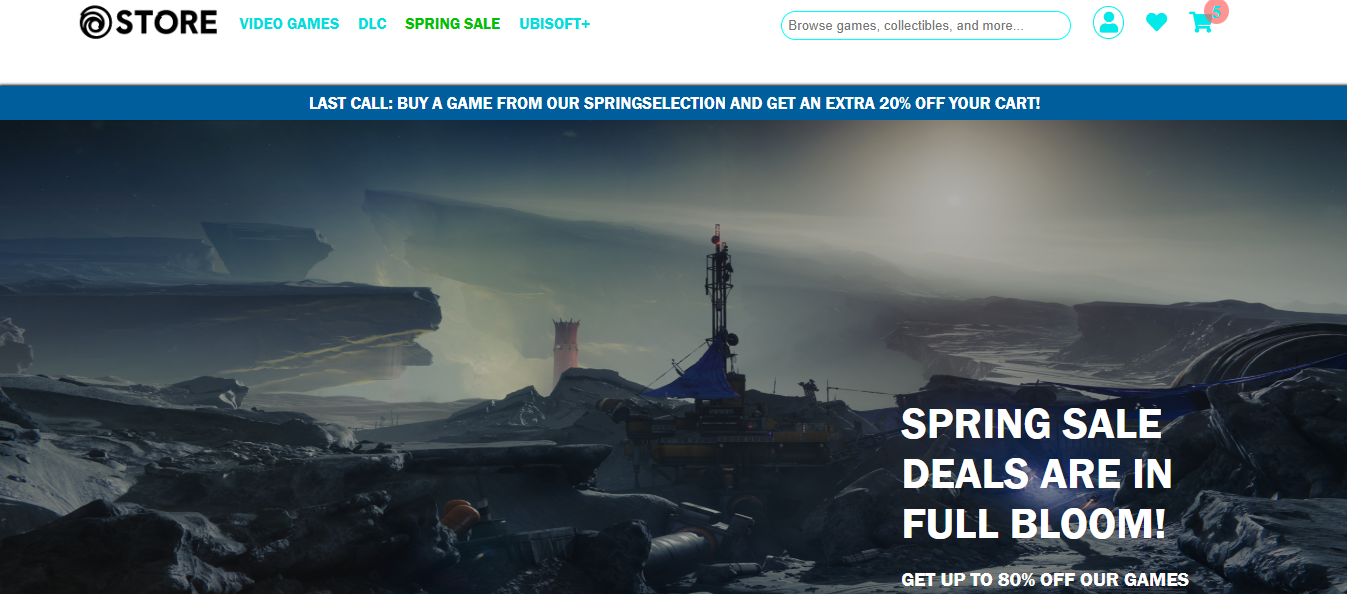 STORE VIDEO GAMES DLC SPRING SALE UBISOFT+ Browse games, collectibles, and more... 5
LAST CALL: BUY A GAME FROM OUR SPRINGSELECTION AND GET AN EXTRA 20% OFF YOUR CART!
SPRING SALE
DEALS ARE IN
FULL BLOOM!
GET UP TO 80% OFF OUR GAMES